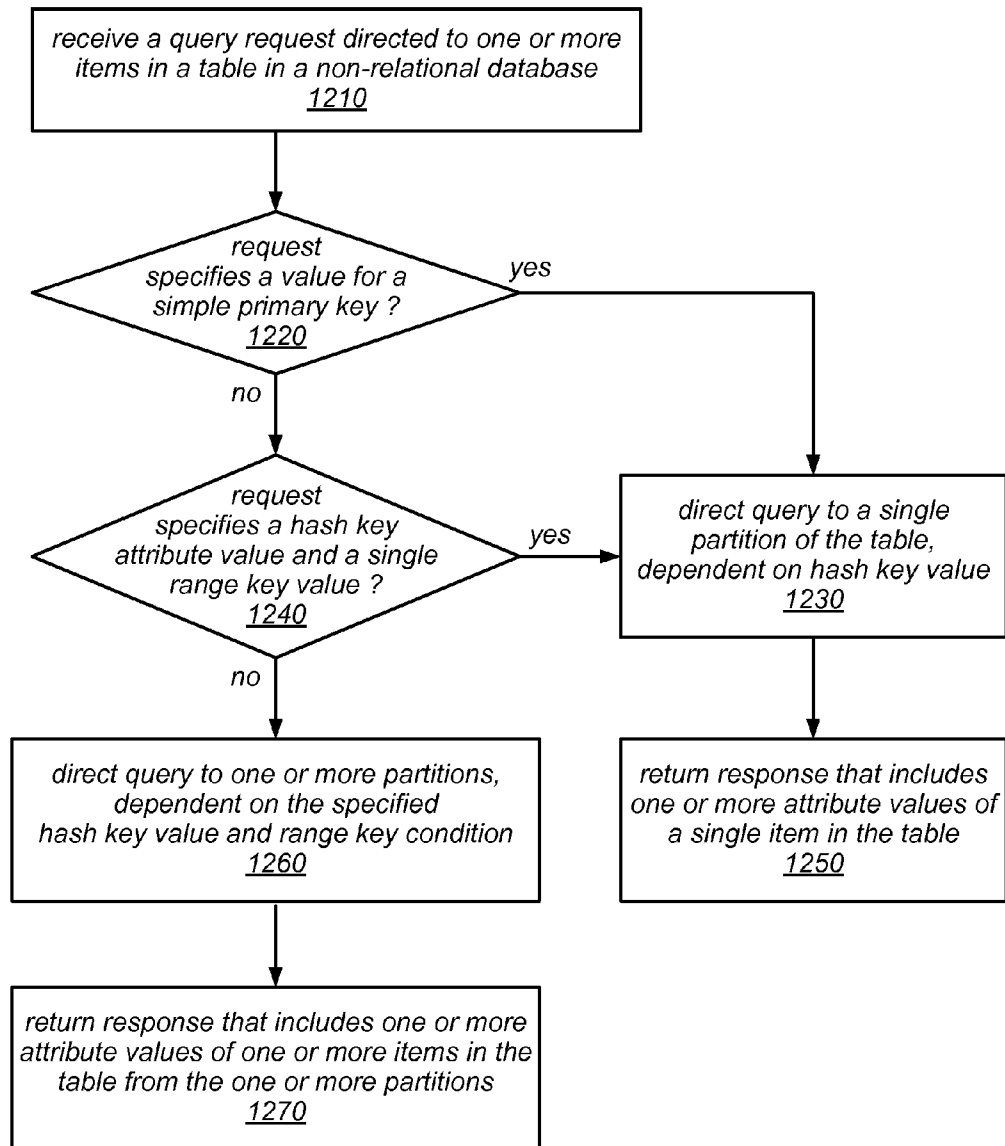 receive a query request directed to one or more
items in a table in a non-relational database
1210
request
specifies a value for a
simple primary key ?
1220
yes
no
request
specifies a hash key
attribute value and a single
range key value ?
1240
yes
no
direct query to a single
partition of the table,
dependent on hash key value
1230
direct query to one or more partitions,
dependent on the specified
hash key value and range key condition
1260
return response that includes
one or more attribute values of
a single item in the table
1250
return response that includes one or more
attribute values of one or more items in the
table from the one or more partitions
1270